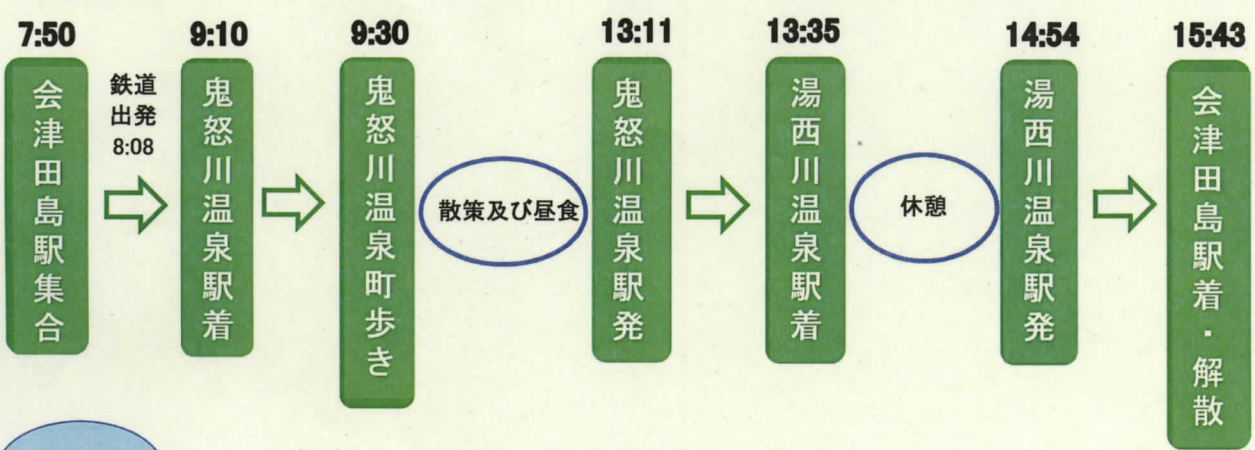 7:50
会津田島駅集合
鉄道
出発
8:08
9:10
鬼怒川温泉駅着
9:30
鬼怒川温泉町歩き
散策及び昼食
13:11
鬼怒川温泉駅発
13:35
湯西川温泉駅着
休憩
14:54
湯西川温泉駅発
15:43
会津田島駅着・解散